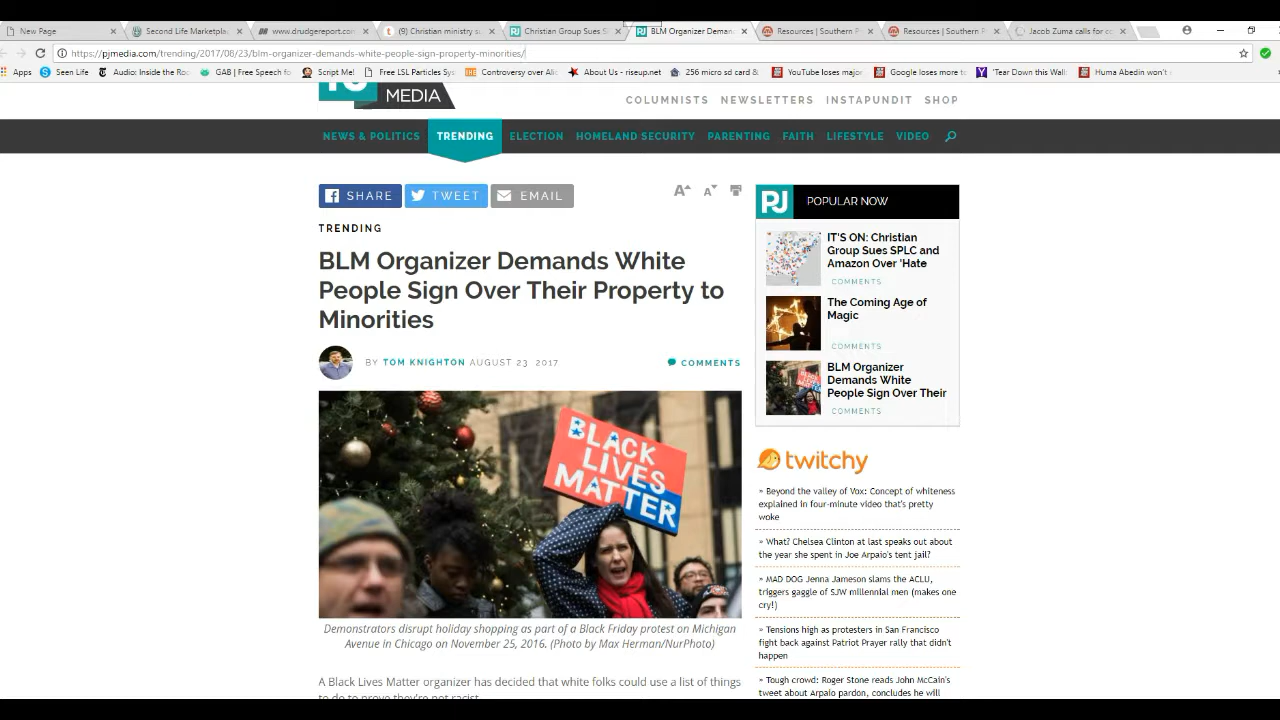 New Page
Second Life Marketpla
www.drudgereport.com
(9) Christian ministry s
Christian Group Sues S
BLM Organizer Deman
Resources | Southern P
Resources | Southern P
Jacob Zuma calls for cc
https://pjmedia.com/trending/2017/08/23/blm-organizer-demands-white-people-sign-property-minorities/
Apps
Seen Life
Audio: Inside the Roo
GAB | Free Speech fo
Script Me!
Free LSL Particles Sys
Controversy over Alle
About Us - riseup.net
256 micro sd card &
YouTube loses major
Google loses more to
'Tear Down this Wall
Huma Abedin won't
MEDIA
COLUMNISTS NEWSLETTERS INSTAPUNDIT SHOP
NEWS & POLITICS TRENDING ELECTION HOMELAND SECURITY PARENTING FAITH LIFESTYLE VIDEO
SHARE TWEET EMAIL
A A
TRENDING
BLM Organizer Demands White
People Sign Over Their Property to
Minorities
BY TOM KNIGHTON AUGUST 23 2017
COMMENTS
BLACK
LIVES
MATTER
Demonstrators disrupt holiday shopping as part of a Black Friday protest on Michigan
Avenue in Chicago on November 25, 2016. (Photo by Max Herman/NurPhoto)
A Black Lives Matter organizer has decided that white folks could use a list of things
to do to prove they're not racist.
PJ POPULAR NOW
IT'S ON: Christian
Group Sues SPLC and
Amazon Over 'Hate
COMMENTS
The Coming Age of
Magic
COMMENTS
BLM Organizer
Demands White
People Sign Over Their
COMMENTS
twitchy
» Beyond the valley of Vox: Concept of whiteness
explained in four-minute video that's pretty
woke
» What? Chelsea Clinton at last speaks out about
the year she spent in Joe Arpaio's tent jail?
» MAD DOG Jenna Jameson slams the ACLU,
triggers gaggle of SJW millennial men (makes one
cry!)
» Tensions high as protesters in San Francisco
fight back against Patriot Prayer rally that didn't
happen
» Tough crowd: Roger Stone reads John McCain's
tweet about Arpaio pardon, concludes he will